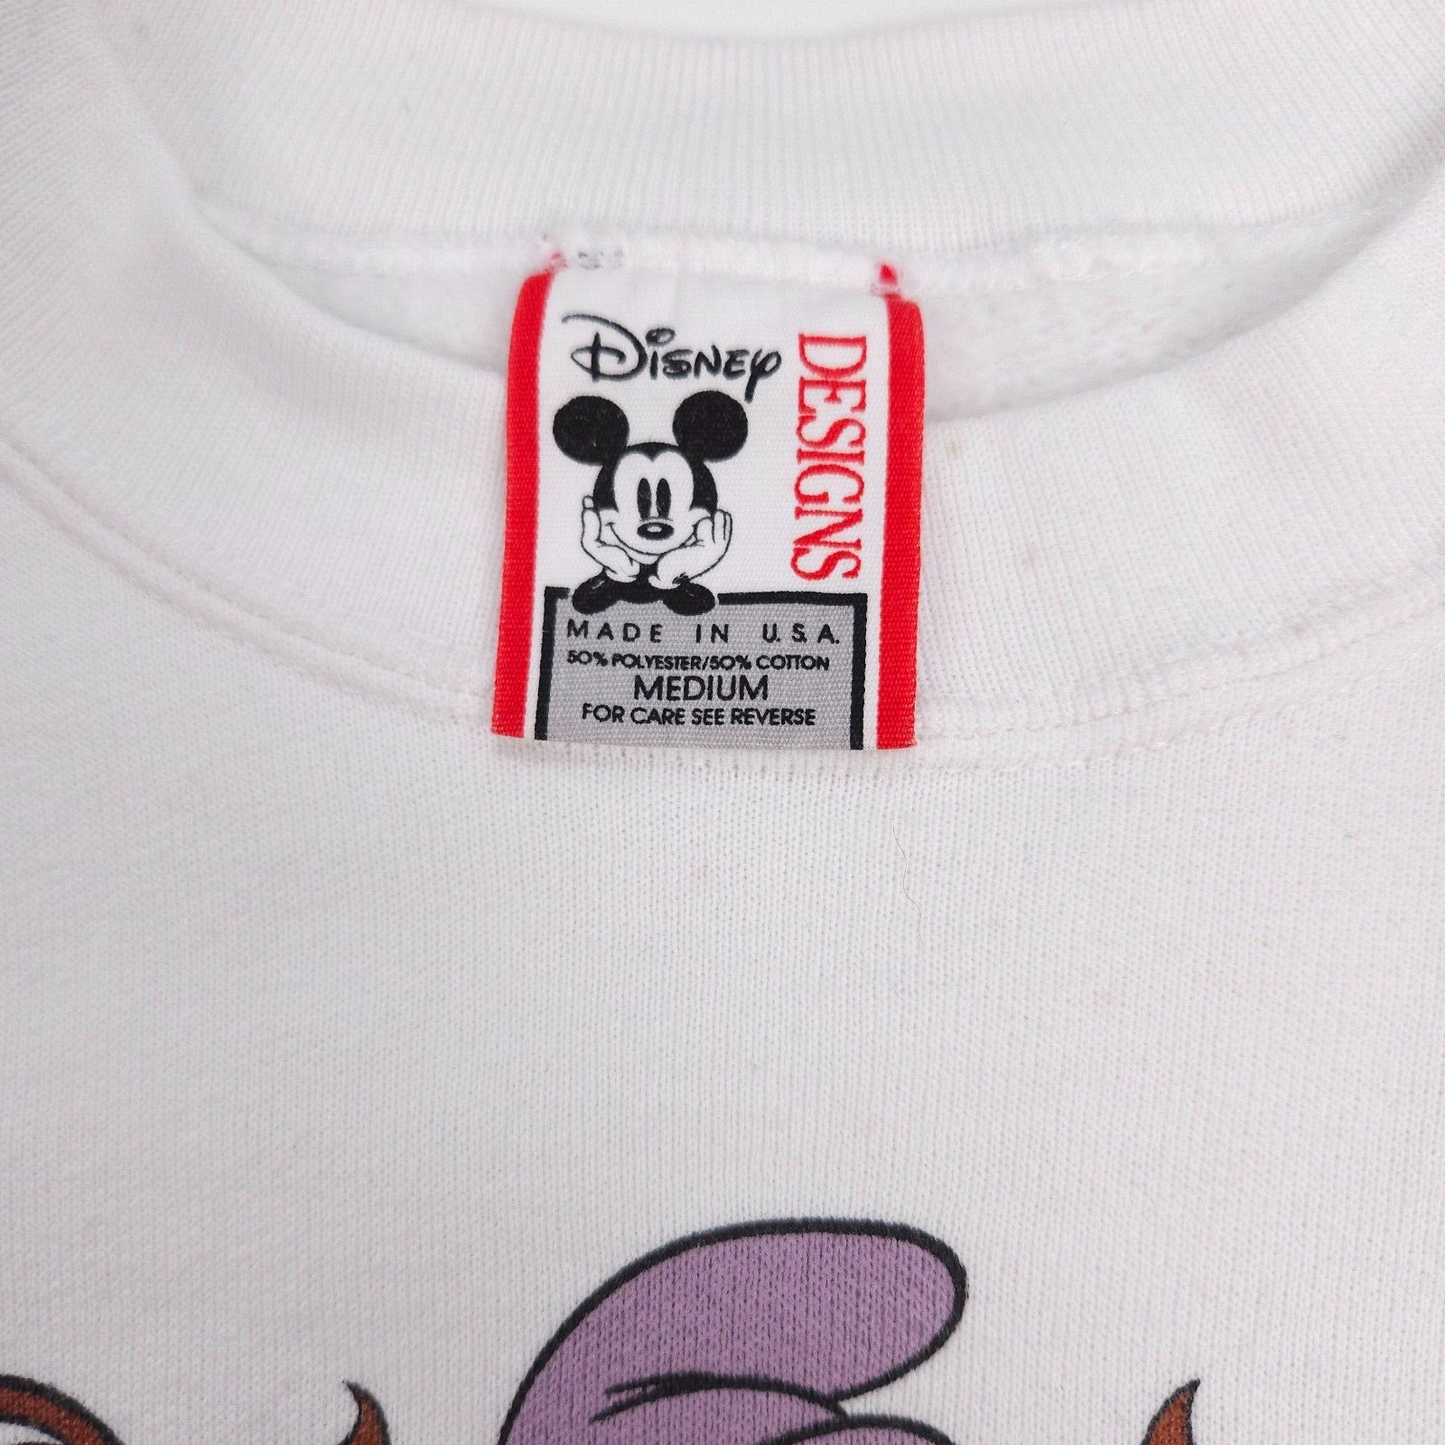 Disney
DESIGNS
MADE IN U.S.A.
50% POLYESTER/50% COTTON
MEDIUM
FOR CARE SEE REVERSE